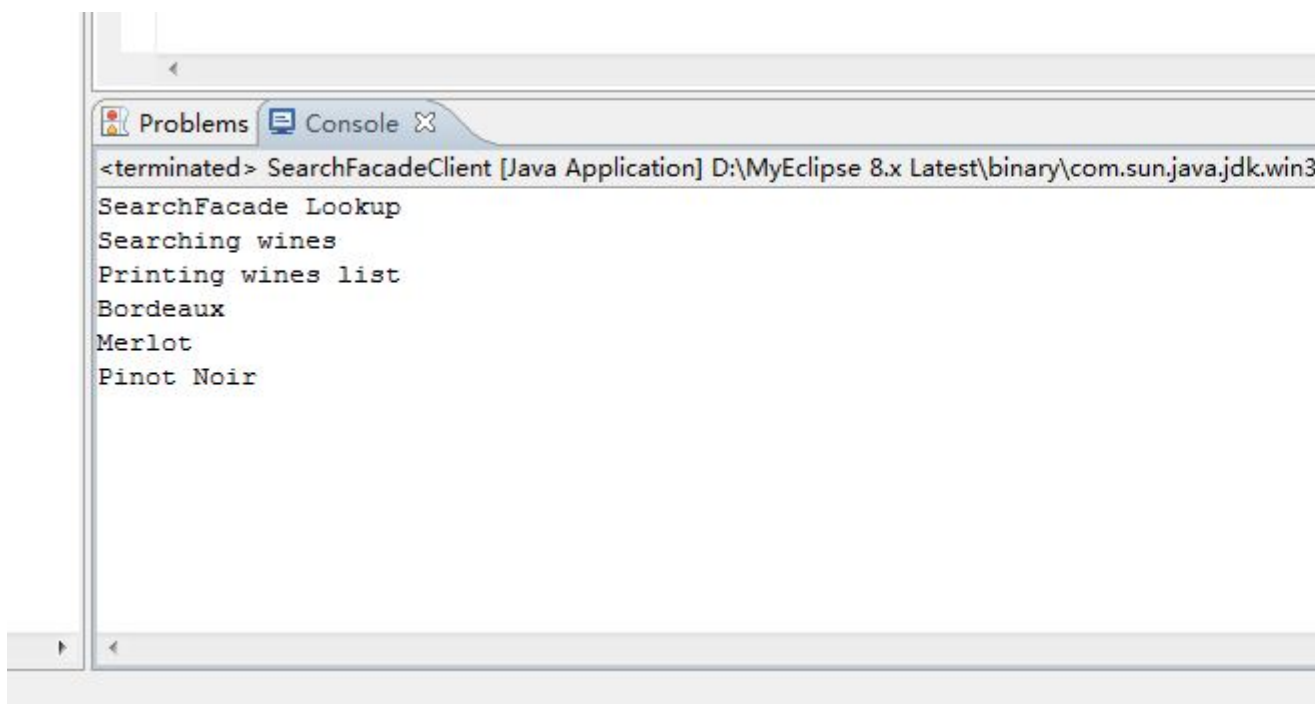 Problems Console
<terminated> SearchFacadeClient [Java Application] D:\MyEclipse 8.x Latest\binary\com.sun.java.jdk.win3
SearchFacade Lookup
Searching wines
Printing wines list
Bordeaux
Merlot
Pinot Noir